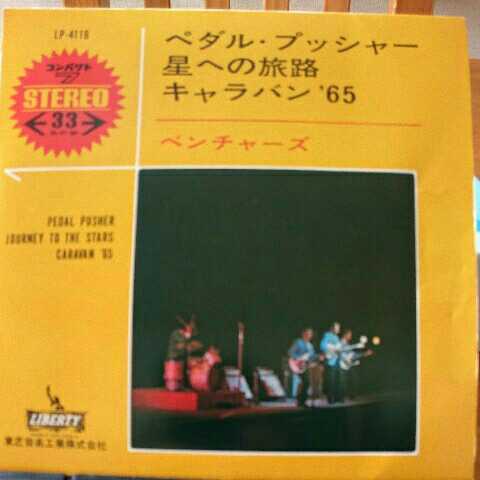 LP-4118
コンパクト
STEREO
33
ペダル・プッシャー
星への旅路
キャラバン '65
ベンチャーズ
PEDAL PUSHER
JOURNEY TO THE STARS
CARAVAN '65
LIBERTY
東芝音楽工業株式会社